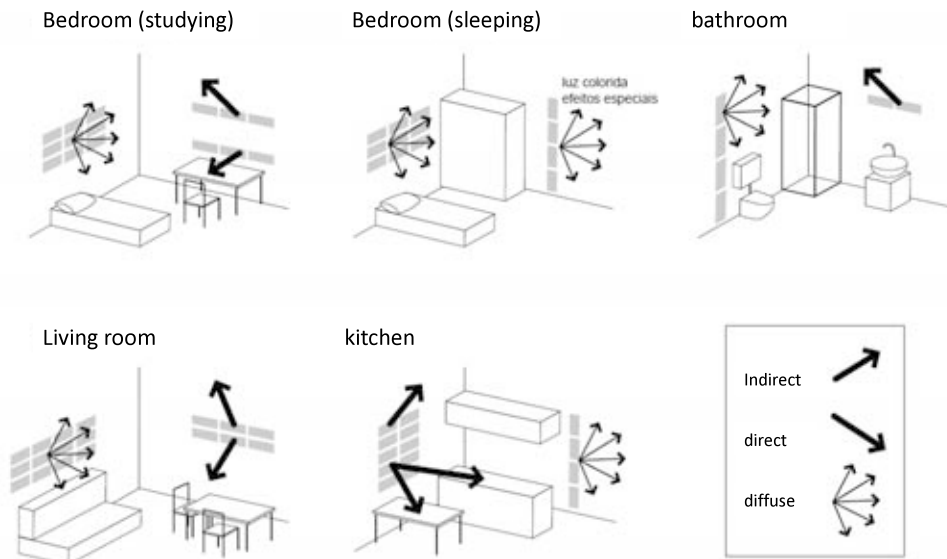 Bedroom (studying)
Bedroom (sleeping)
bathroom
luz colorida
efeitos especiais
Living room
kitchen
Indirect
direct
diffuse